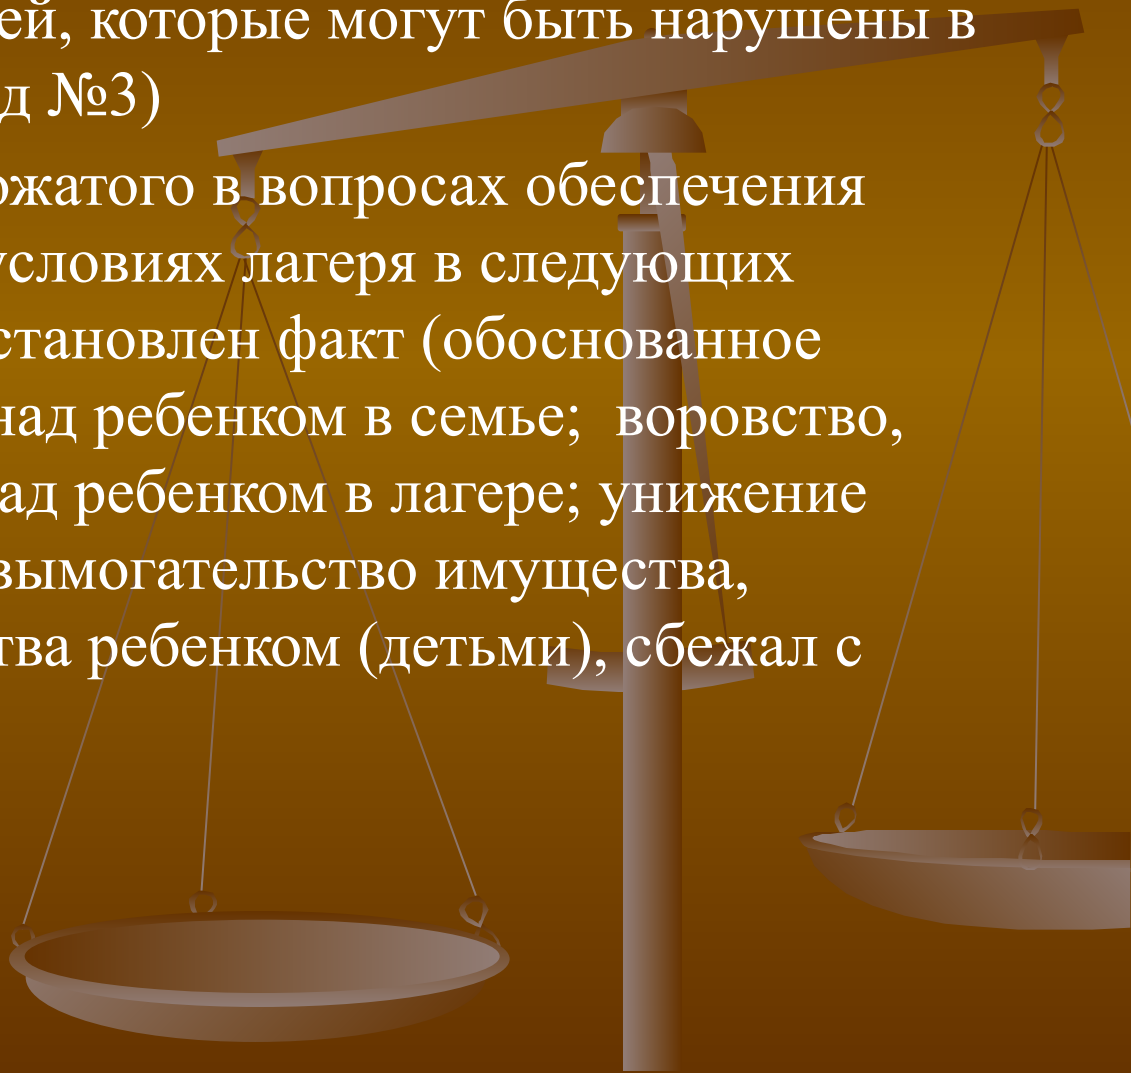 ей, которые могут быть нарушены в
д №3)
ожатого в вопросах обеспечения
условиях лагеря в следующих
становлен факт (обоснованное
над ребенком в семье;  воровство,
ад ребенком в лагере; унижение
вымогательство имущества,
тва ребенком (детьми), сбежал с